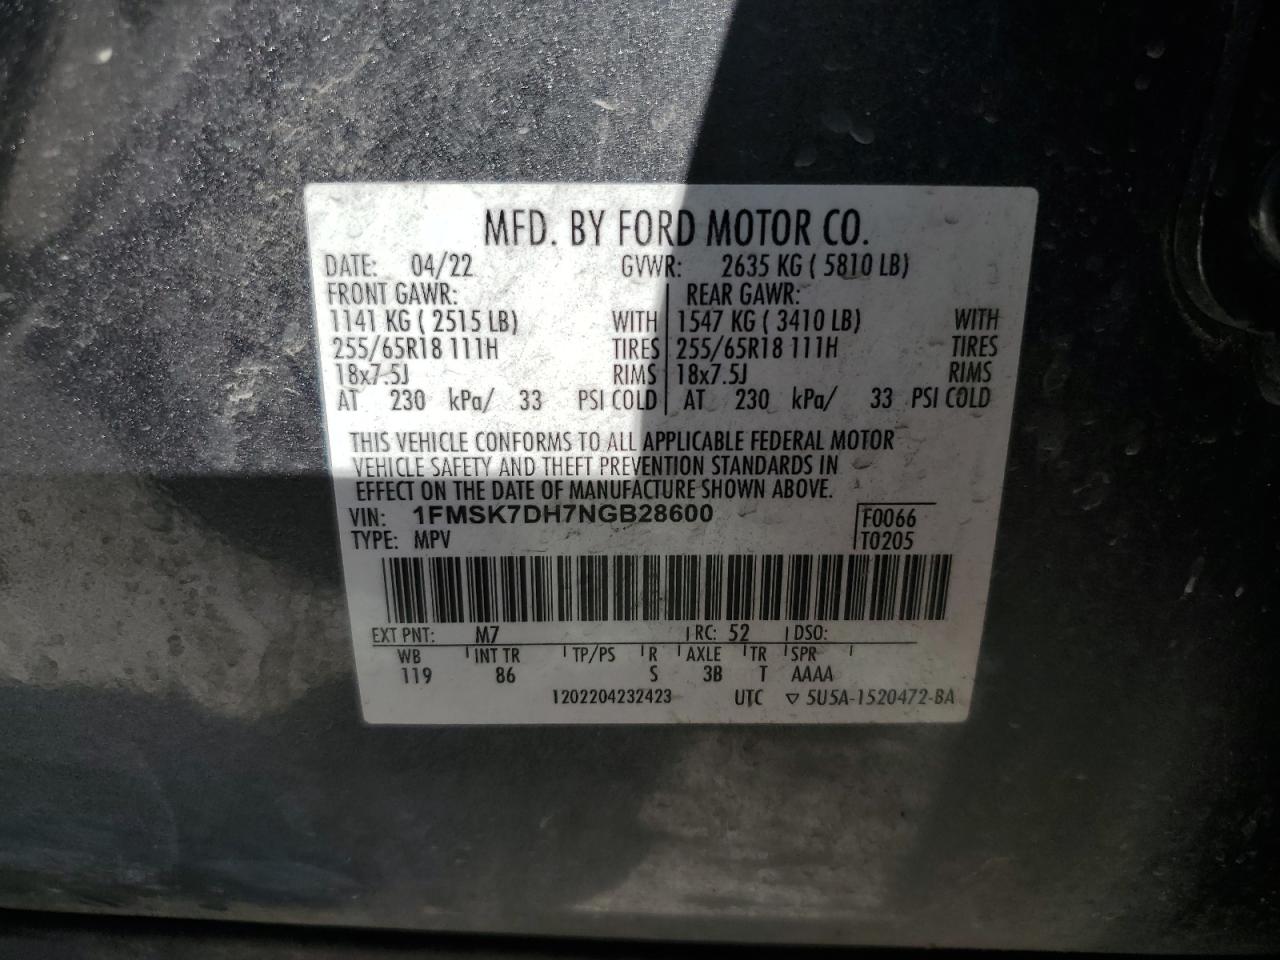 MFD. BY FORD MOTOR CO.
DATE: 04/22 GVWR: 2635 KG ( 5810 LB)
FRONT GAWR: REAR GAWR:
1141 KG ( 2515 LB) WITH 1547 KG ( 3410 LB) WITH
255/65R18 111H TIRES 255/65R18 111H TIRES
18x7.5J RIMS 18x7.5J RIMS
AT 230 kPa/ 33 PSI COLD AT 230 kPa/ 33 PSI COLD
THIS VEHICLE CONFORMS TO ALL APPLICABLE FEDERAL MOTOR
VEHICLE SAFETY AND THEFT PREVENTION STANDARDS IN
EFFECT ON THE DATE OF MANUFACTURE SHOWN ABOVE.
VIN: 1FMSK7DH7NGB28600 F0066
TYPE: MPV T0205
EXT PNT: M7 RC: 52 DSO:
WB INT TR TP/PS R AXLE TR SPR
119 86 S 3B T AAAA
1202204232423 UTC ▽ 5U5A-1520472-BA